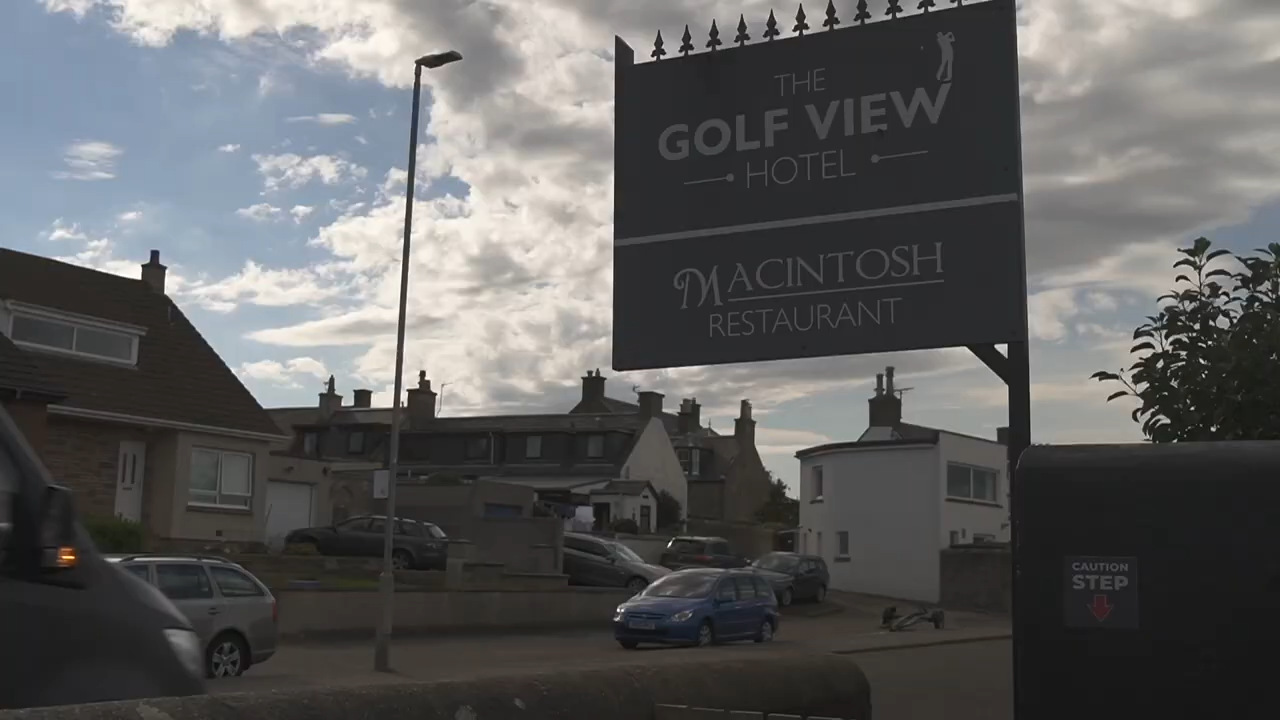 THE
GOLF VIEW
HOTEL
MACINTOSH
RESTAURANT
CAUTION
STEP